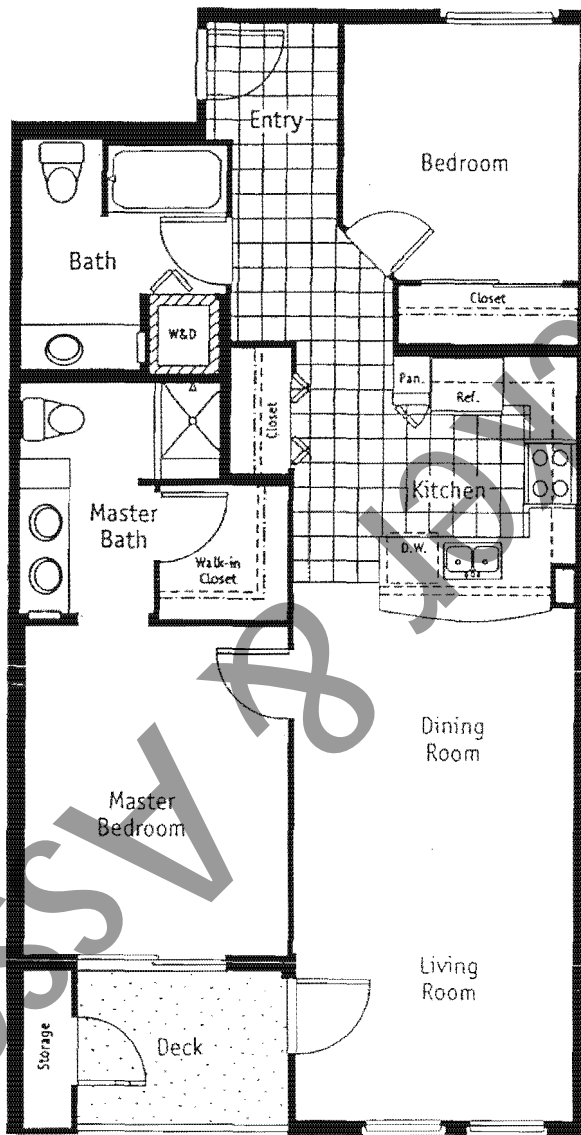 Entry
Bedroom
Bath
W&D
Closet
Pan.
Ref.
Closet
Kitchen
Master
Bath
D.W.
Walk-in
Closet
Dining
Room
Master
Bedroom
Living
Room
Storage
Deck
& ASS